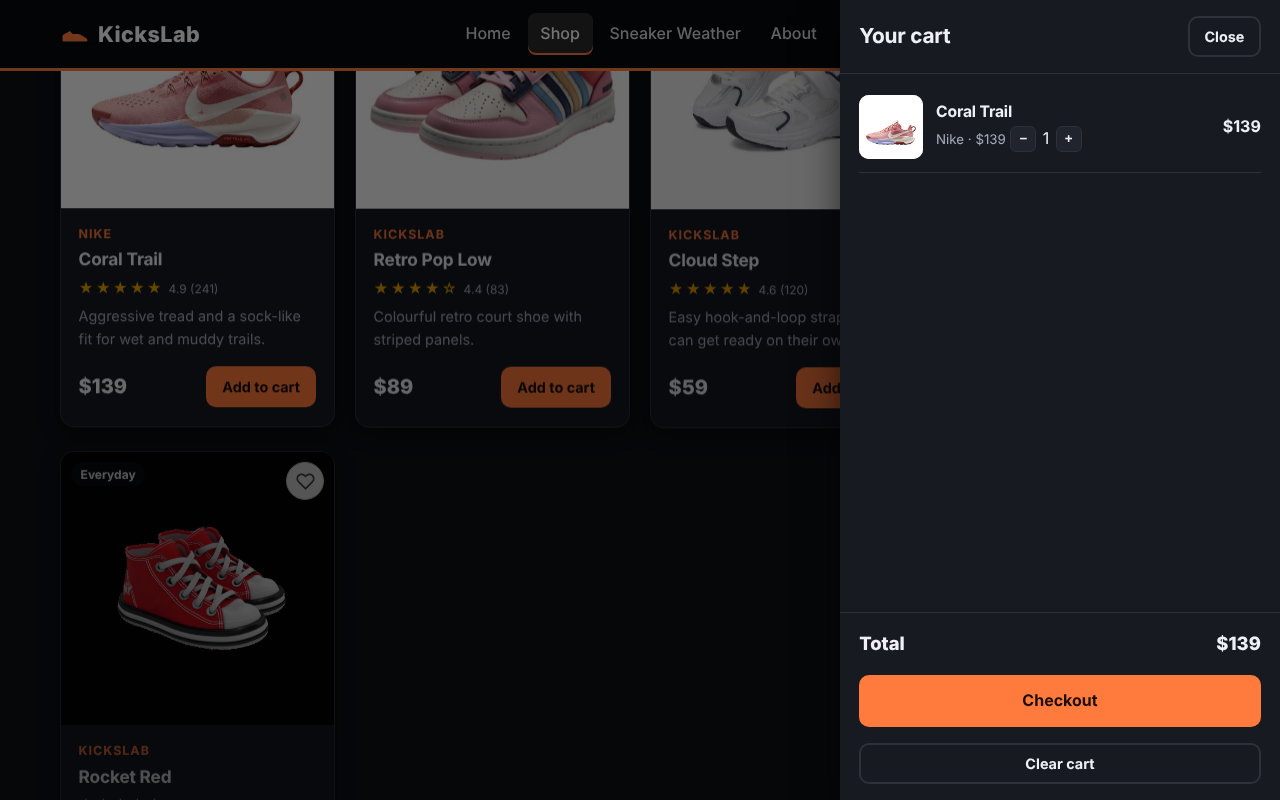 KicksLab
Home
Shop
Sneaker Weather
About
NIKE
Coral Trail
★★★★★ 4.9 (241)
Aggressive tread and a sock-like
fit for wet and muddy trails.
$139
Add to cart
KICKSLAB
Retro Pop Low
★★★★☆ 4.4 (83)
Colourful retro court shoe with
striped panels.
$89
Add to cart
KICKSLAB
Cloud Step
★★★★★ 4.6 (120)
Easy hook-and-loop
can get ready on their
$59
Add
Everyday
KICKSLAB
Rocket Red
Your cart
Close
Coral Trail
Nike · $139 − 1 +
$139
Total
$139
Checkout
Clear cart